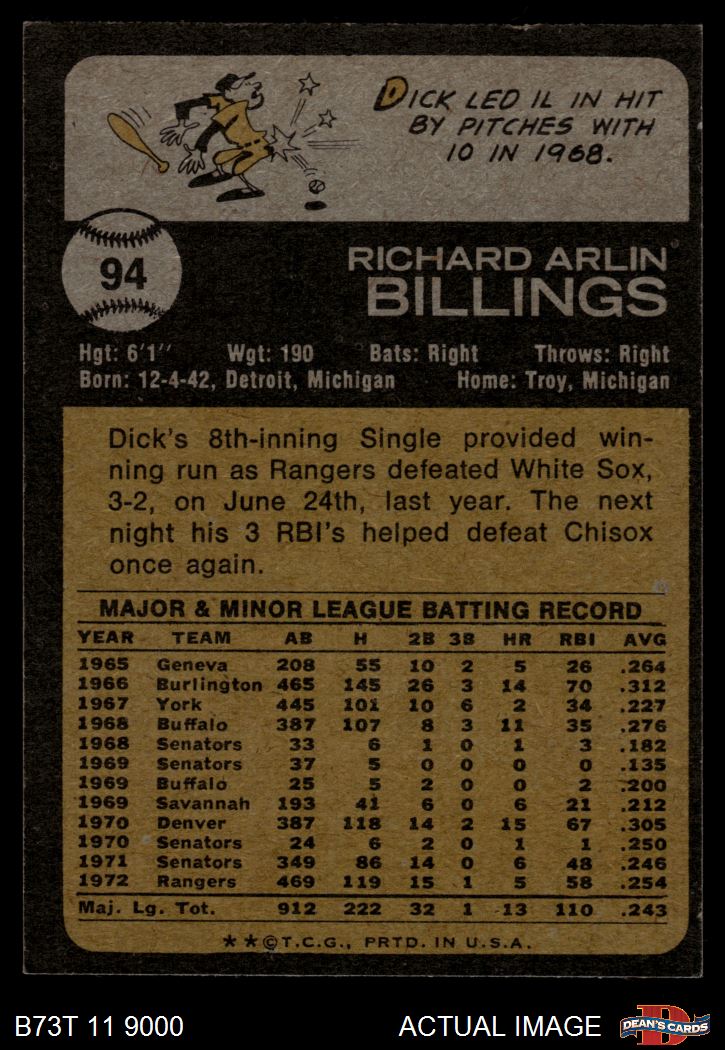 DICK LED IL IN HIT
BY PITCHES WITH
10 IN 1968.
94
RICHARD ARLIN
BILLINGS
Hgt: 6'1" Wgt: 190 Bats: Right Throws: Right
Born: 12-4-42, Detroit, Michigan Home: Troy, Michigan
Dick's 8th-inning Single provided win-
ning run as Rangers defeated White Sox,
3-2, on June 24th, last year. The next
night his 3 RBI's helped defeat Chisox
once again.
MAJOR & MINOR LEAGUE BATTING RECORD
YEAR TEAM AB H 2B 3B HR RBI AVG
1965 Geneva 208 55 10 2 5 26 .264
1966 Burlington 465 145 26 3 14 70 .312
1967 York 445 101 10 6 2 34 .227
1968 Buffalo 387 107 8 3 11 35 .276
1968 Senators 33 6 1 0 1 3 .182
1969 Senators 37 5 0 0 0 0 .135
1969 Buffalo 25 5 2 0 0 2 .200
1969 Savannah 193 41 6 0 6 21 .212
1970 Denver 387 118 14 2 15 67 .305
1970 Senators 24 6 2 0 1 1 .250
1971 Senators 349 86 14 0 6 48 .246
1972 Rangers 469 119 15 1 5 58 .254
Maj. Lg. Tot. 912 222 32 1 13 110 .243
★★©T.C.G., PRTD. IN U.S.A.
B73T 11 9000 ACTUAL IMAGE DEAN'S CARDS